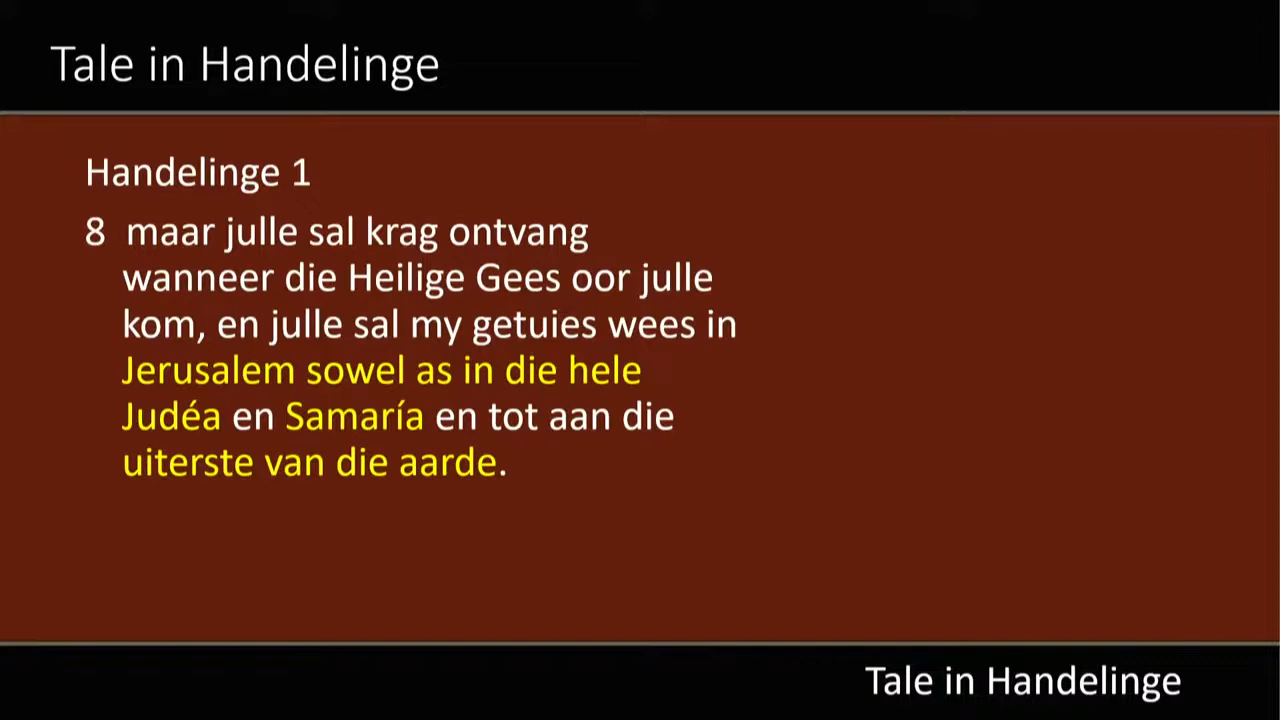 Tale in Handelinge
Handelinge 1
8 maar julle sal krag ontvang
wanneer die Heilige Gees oor julle
kom, en julle sal my getuies wees in
Jerusalem sowel as in die hele
Judéa en Samaría en tot aan die
uiterste van die aarde.
Tale in Handelinge